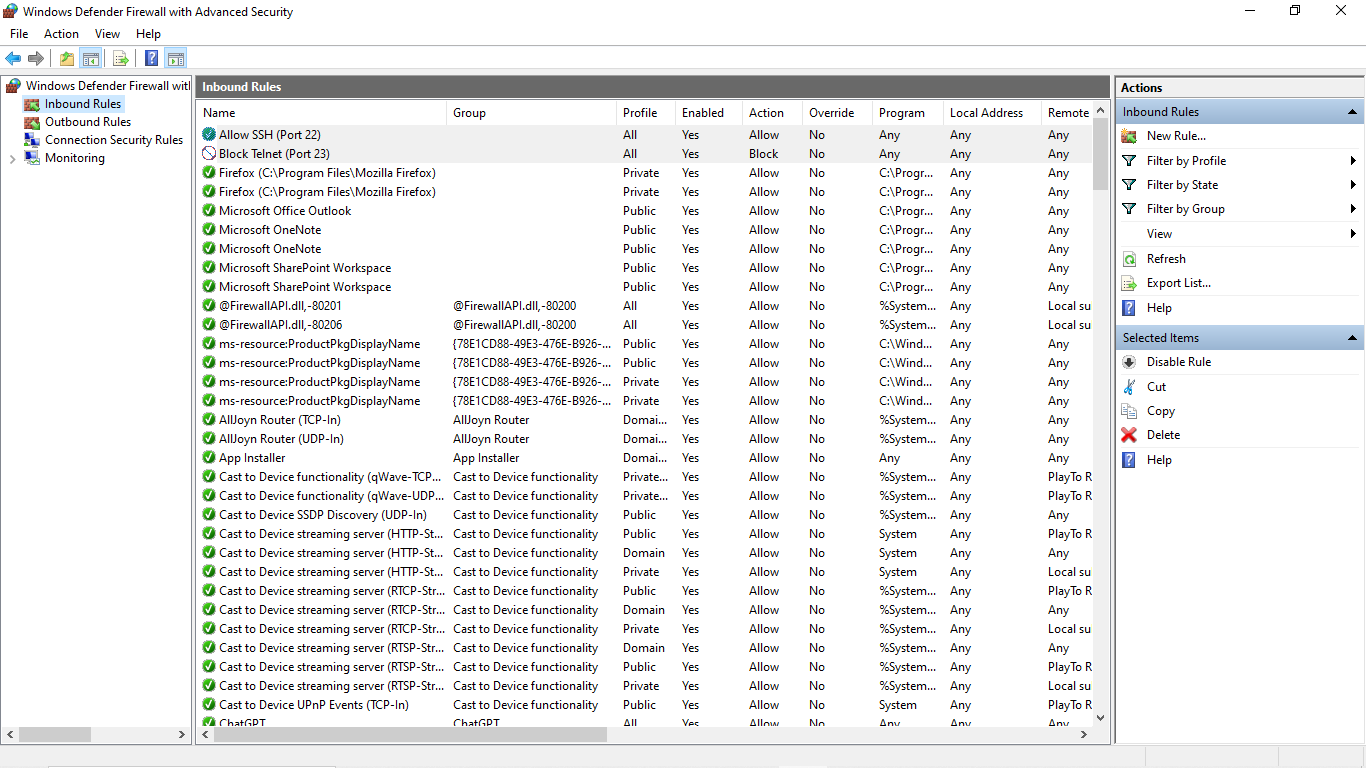 Windows Defender Firewall with Advanced Security
File Action View Help
Windows Defender Firewall witl
Inbound Rules
Outbound Rules
Connection Security Rules
Monitoring
Inbound Rules
Name Group Profile Enabled Action Override Program Local Address Remote
Allow SSH (Port 22) All Yes Allow No Any Any Any
Block Telnet (Port 23) All Yes Block No Any Any Any
Firefox (C:\Program Files\Mozilla Firefox) Private Yes Allow No C:\Progr... Any Any
Firefox (C:\Program Files\Mozilla Firefox) Private Yes Allow No C:\Progr... Any Any
Microsoft Office Outlook Public Yes Allow No C:\Progr... Any Any
Microsoft OneNote Public Yes Allow No C:\Progr... Any Any
Microsoft OneNote Public Yes Allow No C:\Progr... Any Any
Microsoft SharePoint Workspace Public Yes Allow No C:\Progr... Any Any
Microsoft SharePoint Workspace Public Yes Allow No C:\Progr... Any Any
@FirewallAPI.dll,-80201 @FirewallAPI.dll,-80200 All Yes Allow No %System... Any Local su
@FirewallAPI.dll,-80206 @FirewallAPI.dll,-80200 All Yes Allow No %System... Any Local su
ms-resource:ProductPkgDisplayName {78E1CD88-49E3-476E-B926-... Public Yes Allow No C:\Wind... Any Any
ms-resource:ProductPkgDisplayName {78E1CD88-49E3-476E-B926-... Public Yes Allow No C:\Wind... Any Any
ms-resource:ProductPkgDisplayName {78E1CD88-49E3-476E-B926-... Private Yes Allow No C:\Wind... Any Any
ms-resource:ProductPkgDisplayName {78E1CD88-49E3-476E-B926-... Private Yes Allow No C:\Wind... Any Any
AllJoyn Router (TCP-In) AllJoyn Router Domai... Yes Allow No %System... Any Any
AllJoyn Router (UDP-In) AllJoyn Router Domai... Yes Allow No %System... Any Any
App Installer App Installer Domai... Yes Allow No Any Any Any
Cast to Device functionality (qWave-TCP... Cast to Device functionality Private... Yes Allow No %System... Any PlayTo R
Cast to Device functionality (qWave-UDP... Cast to Device functionality Private... Yes Allow No %System... Any PlayTo R
Cast to Device SSDP Discovery (UDP-In) Cast to Device functionality Public Yes Allow No %System... Any Any
Cast to Device streaming server (HTTP-St... Cast to Device functionality Public Yes Allow No System Any PlayTo R
Cast to Device streaming server (HTTP-St... Cast to Device functionality Domain Yes Allow No System Any Any
Cast to Device streaming server (HTTP-St... Cast to Device functionality Private Yes Allow No System Any Local su
Cast to Device streaming server (RTCP-Str... Cast to Device functionality Public Yes Allow No %System... Any PlayTo R
Cast to Device streaming server (RTCP-Str... Cast to Device functionality Domain Yes Allow No %System... Any Any
Cast to Device streaming server (RTCP-Str... Cast to Device functionality Private Yes Allow No %System... Any Local su
Cast to Device streaming server (RTSP-Str... Cast to Device functionality Domain Yes Allow No %System... Any Any
Cast to Device streaming server (RTSP-Str... Cast to Device functionality Public Yes Allow No %System... Any PlayTo R
Cast to Device streaming server (RTSP-Str... Cast to Device functionality Private Yes Allow No %System... Any Local su
Cast to Device UPnP Events (TCP-In) Cast to Device functionality Public Yes Allow No System Any PlayTo R
ChatGPT ChatGPT All Yes Allow No Any Any Any
Actions
Inbound Rules
New Rule...
Filter by Profile
Filter by State
Filter by Group
View
Refresh
Export List...
Help
Selected Items
Disable Rule
Cut
Copy
Delete
Help